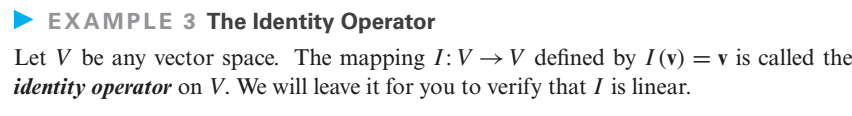 ▶ EXAMPLE 3 The Identity Operator
Let V be any vector space. The mapping I: V → V defined by I(v) = v is called the
identity operator on V. We will leave it for you to verify that I is linear.